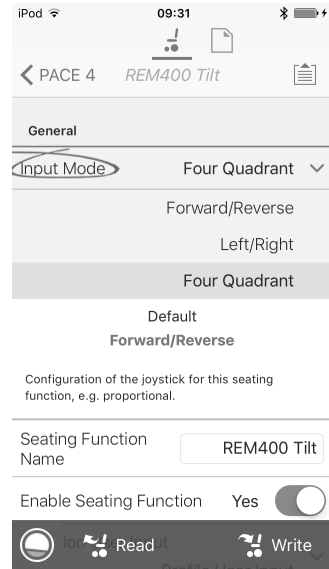 iPod 09:31
PACE 4 REM400 Tilt
General
Input Mode Four Quadrant
Forward/Reverse
Left/Right
Four Quadrant
Default
Forward/Reverse
Configuration of the joystick for this seating
function, e.g. proportional.
Seating Function
Name
REM400 Tilt
Enable Seating Function Yes
Read Write